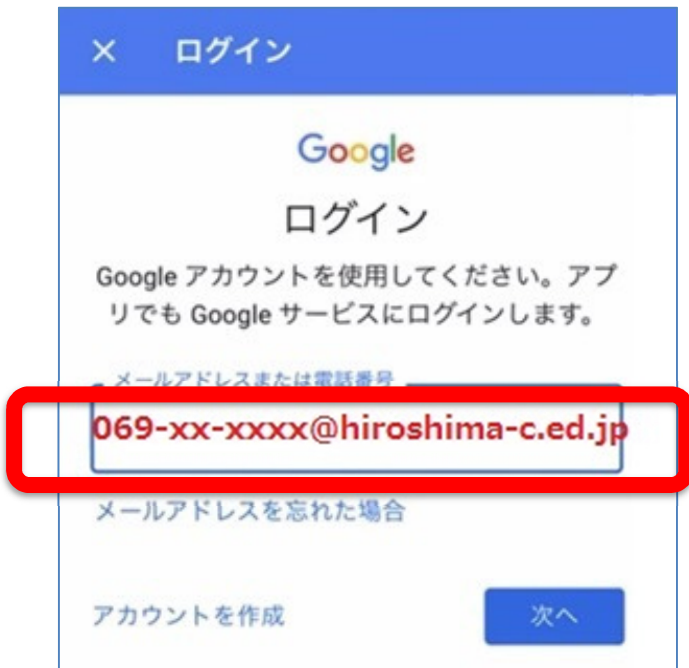 × ログイン
Google
ログイン
Google アカウントを使用してください。アプ
リでも Google サービスにログインします。
メールアドレスまたは電話番号
069-xx-xxxx@hiroshima-c.ed.jp
メールアドレスを忘れた場合
アカウントを作成
次へ